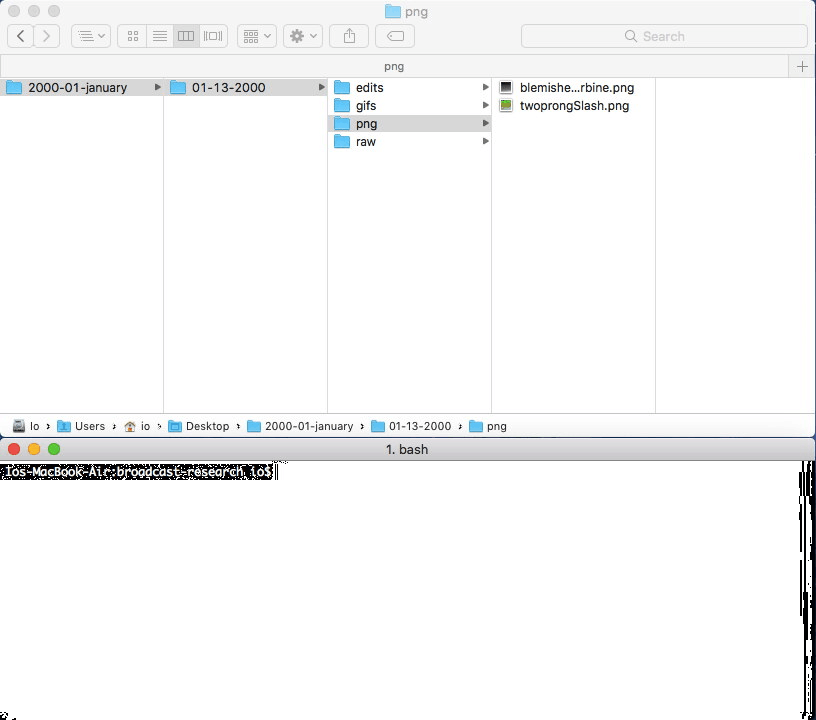 png
Search
png
2000-01-january
01-13-2000
edits
gifs
png
raw
blemishe...rbine.png
twoprongSlash.png
Io › Users › io › Desktop › 2000-01-january › 01-13-2000 › png
1. bash
Ios-MacBook-Air:broadcast-research io$